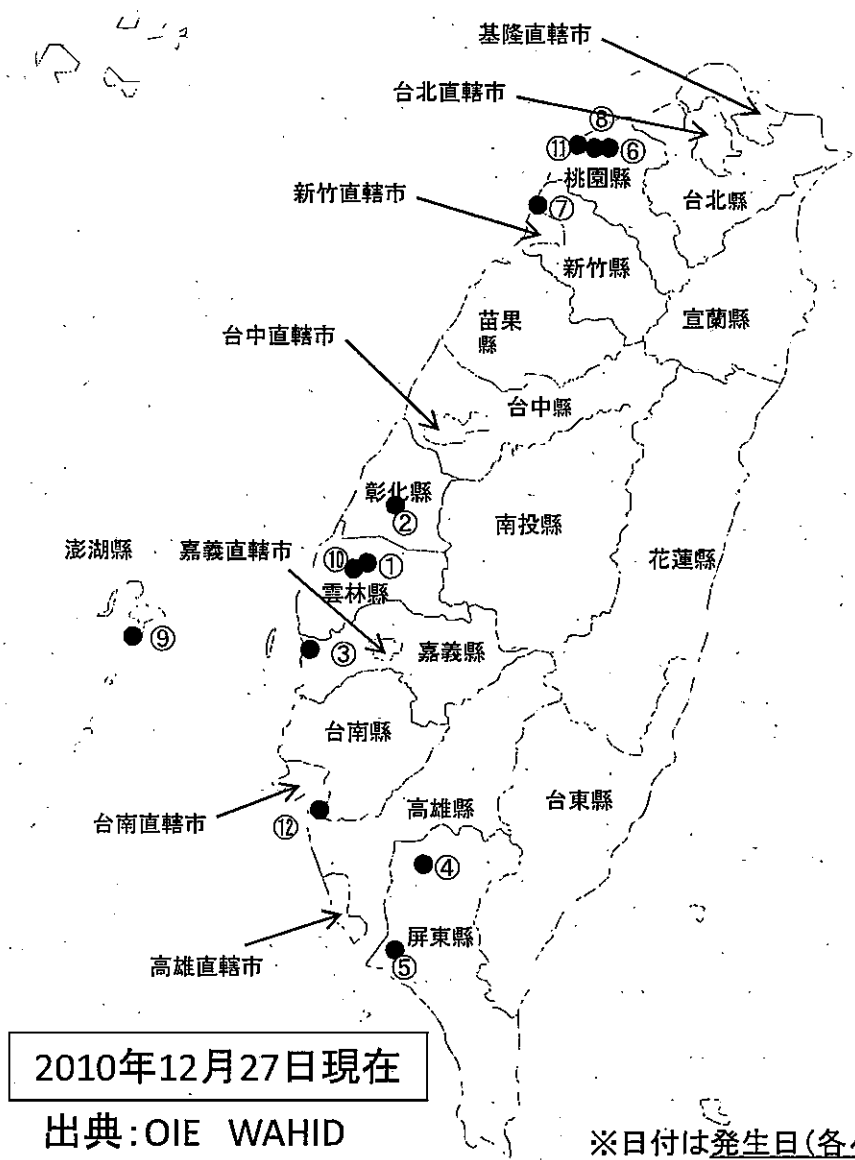 基隆直轄市
台北直轄市
⑧
⑪ ⑥
桃園縣
新竹直轄市
台北縣
⑦
新竹縣
苗果
縣
宣蘭縣
台中直轄市
台中縣
彰化縣
②
南投縣
澎湖縣
嘉義直轄市
花蓮縣
⑩ ①
雲林縣
⑨
③
嘉義縣
台南縣
台東縣
高雄縣
台南直轄市
⑫
④
屏東縣
⑤
高雄直轄市
2010年12月27日現在
出典:OIE WAHID
※日付は発生日(各